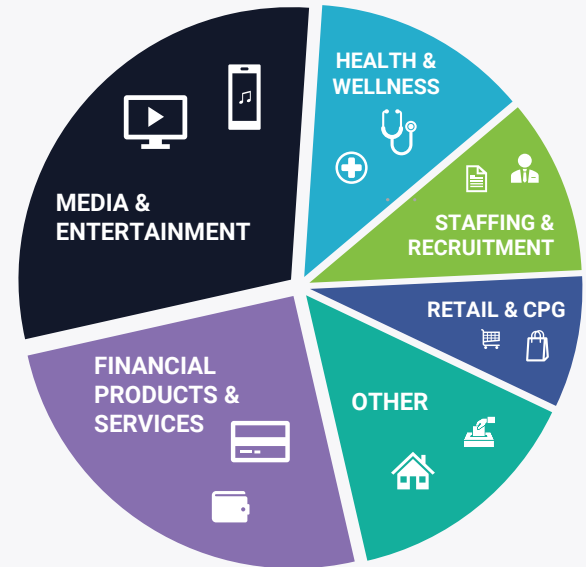 HEALTH &
WELLNESS
MEDIA &
ENTERTAINMENT
STAFFING &
RECRUITMENT
RETAIL & CPG
FINANCIAL
PRODUCTS &
SERVICES
OTHER